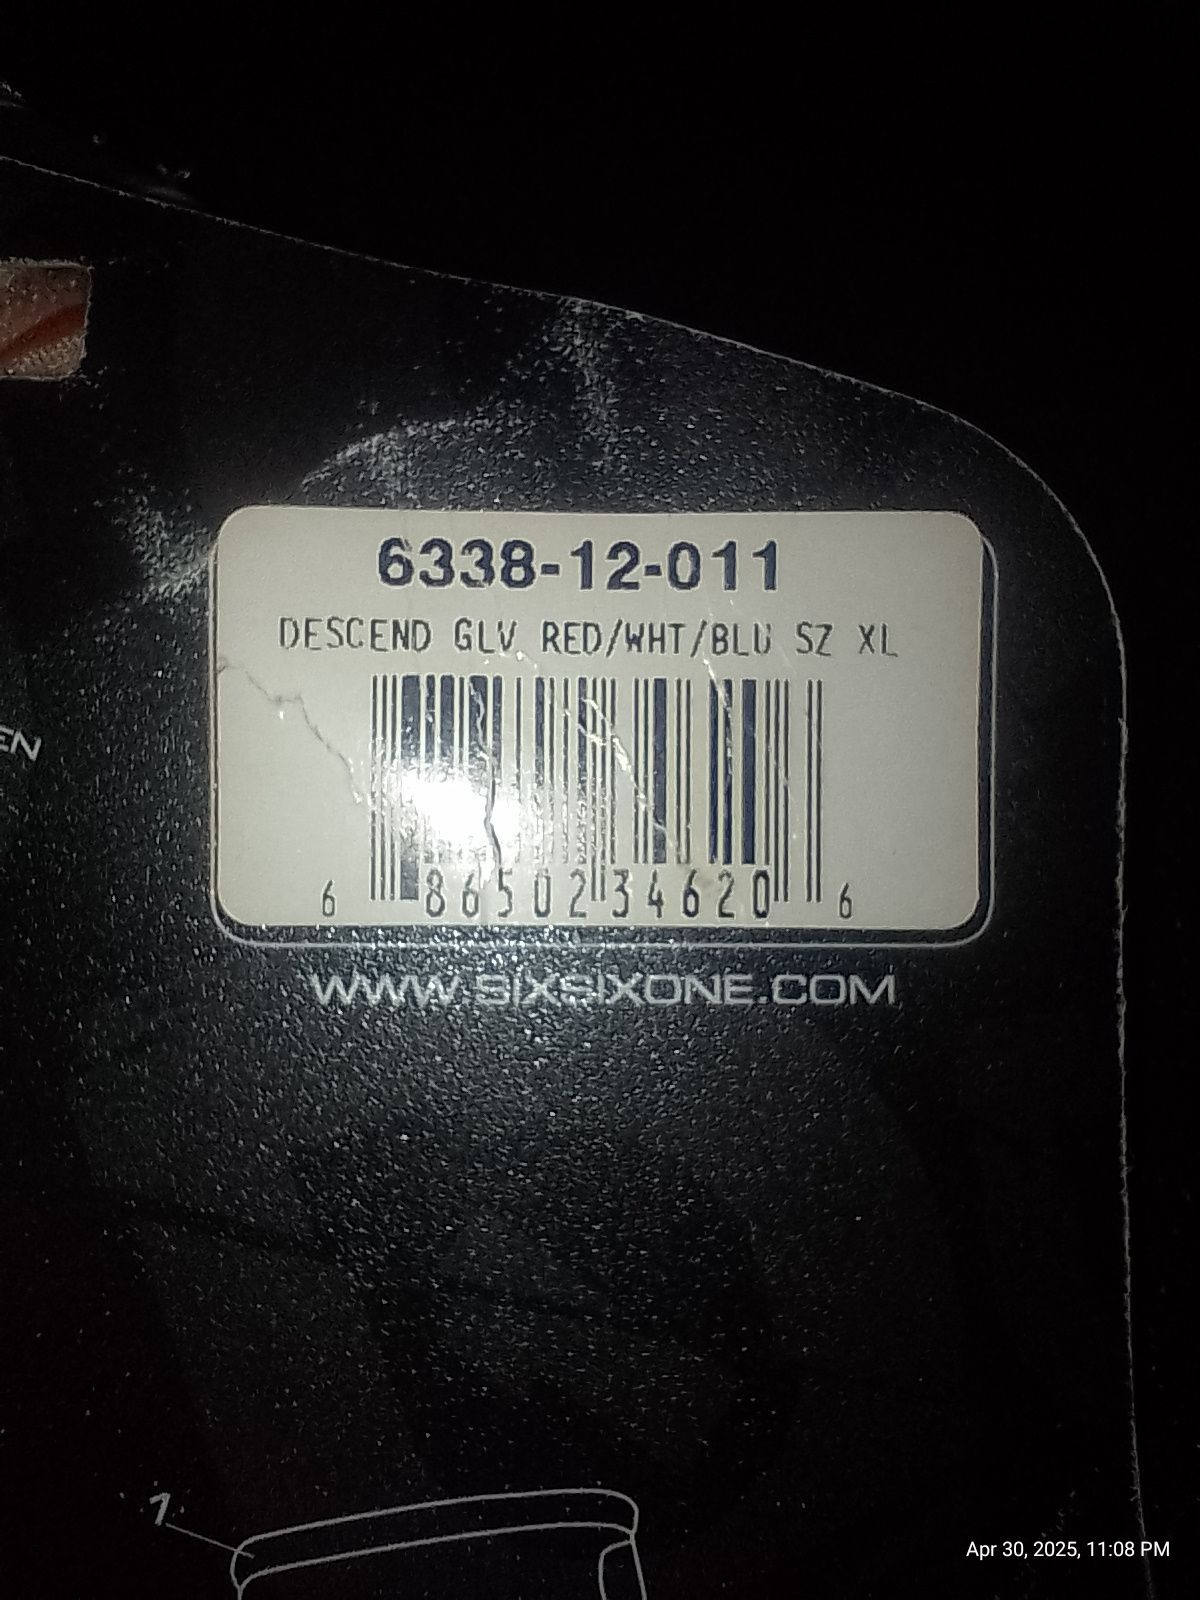 6338-12-011
DESCEND GLV RED/WHT/BLU SZ XL
EN
6 86502 34620 6
WWW.SIXSIXONE.COM
1
Apr 30, 2025, 11:08 PM